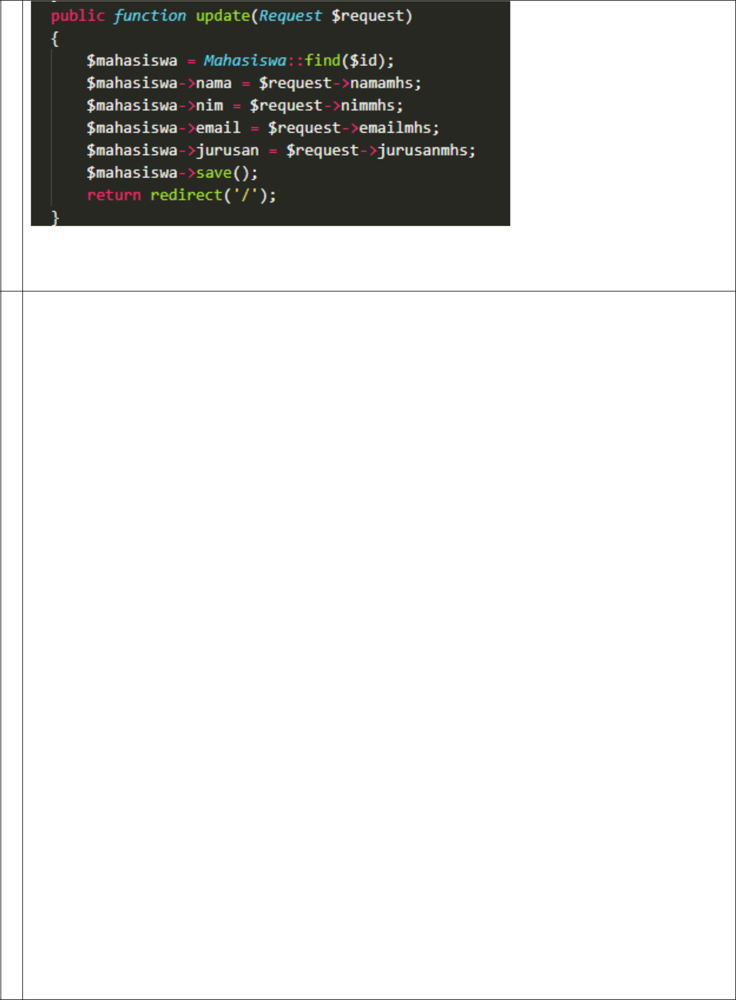 public function update(Request $request)
{
    $mahasiswa = Mahasiswa::find($id);
    $mahasiswa->nama = $request->namamhs;
    $mahasiswa->nim = $request->nimmhs;
    $mahasiswa->email = $request->emailmhs;
    $mahasiswa->jurusan = $request->jurusanmhs;
    $mahasiswa->save();
    return redirect('/');
}